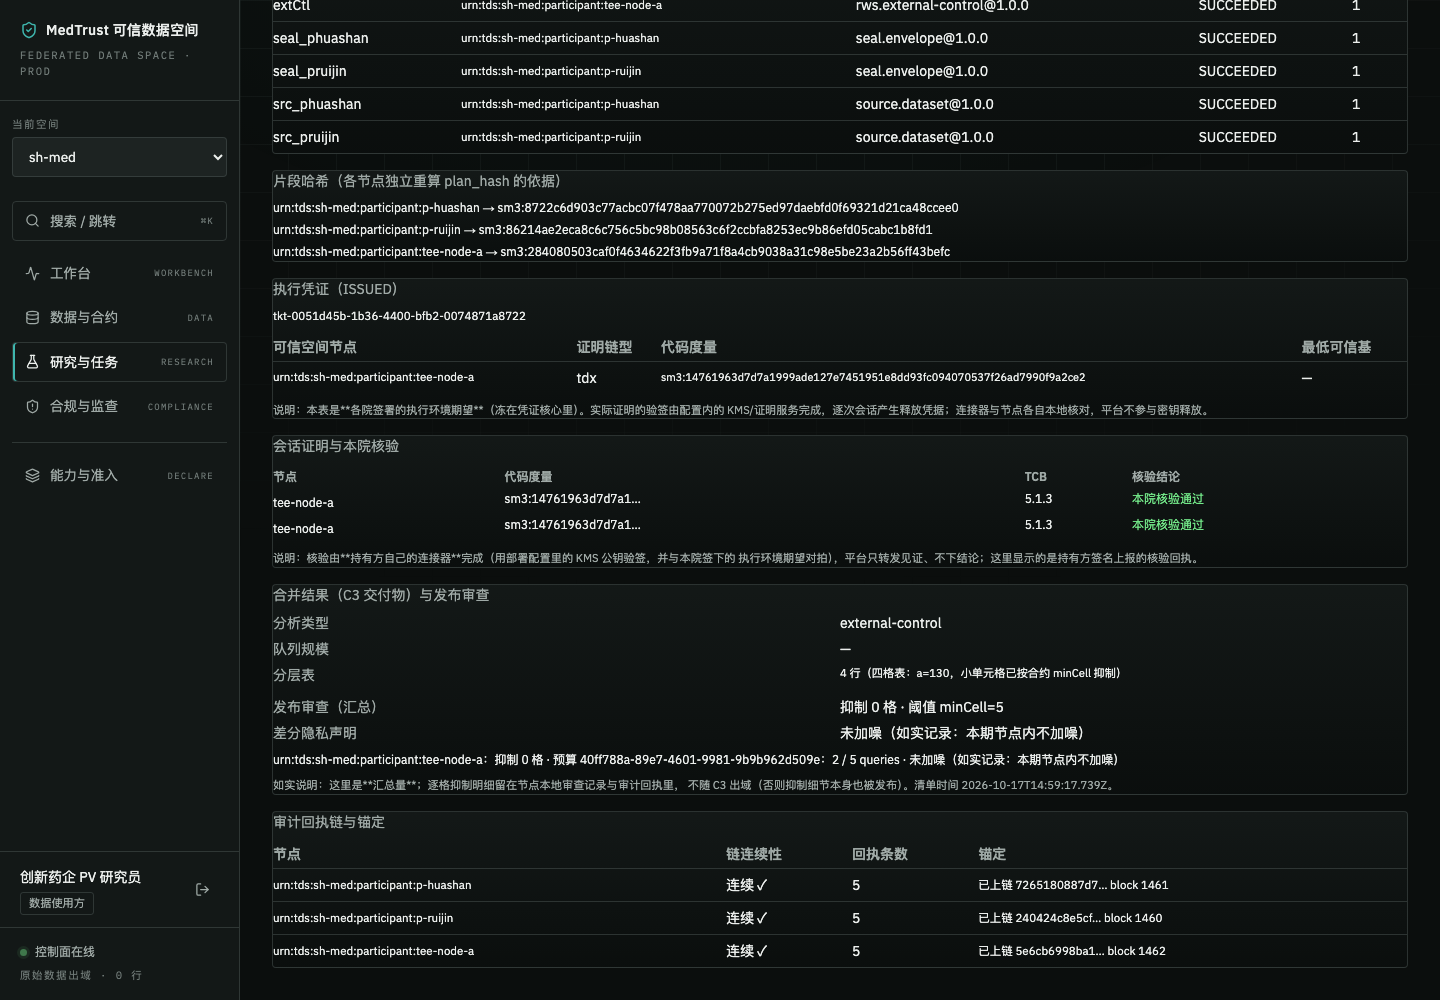 MedTrust 可信数据空间
FEDERATED DATA SPACE ·
PROD
当前空间
sh-med
搜索 / 跳转 ⌘K
工作台 WORKBENCH
数据与合约 DATA
研究与任务 RESEARCH
合规与监查 COMPLIANCE
能力与准入 DECLARE
创新药企 PV 研究员
数据使用方
控制面在线
原始数据出域 · 0 行
extCtl urn:tds:sh-med:participant:tee-node-a rws.external-control@1.0.0 SUCCEEDED 1
seal_phuashan urn:tds:sh-med:participant:p-huashan seal.envelope@1.0.0 SUCCEEDED 1
seal_pruijin urn:tds:sh-med:participant:p-ruijin seal.envelope@1.0.0 SUCCEEDED 1
src_phuashan urn:tds:sh-med:participant:p-huashan source.dataset@1.0.0 SUCCEEDED 1
src_pruijin urn:tds:sh-med:participant:p-ruijin source.dataset@1.0.0 SUCCEEDED 1
片段哈希（各节点独立重算 plan_hash 的依据）
urn:tds:sh-med:participant:p-huashan → sm3:8722c6d903c77acbc07f478aa770072b275ed97daebfd0f69321d21ca48ccee0
urn:tds:sh-med:participant:p-ruijin → sm3:86214ae2eca8c6c756c5bc98b08563c6f2ccbfa8253ec9b86efd05cabc1b8fd1
urn:tds:sh-med:participant:tee-node-a → sm3:284080503caf0f4634622f3fb9a71f8a4cb9038a31c98e5be23a2b56ff43befc
执行凭证（ISSUED）
tkt-0051d45b-1b36-4400-bfb2-0074871a8722
可信空间节点 证明链型 代码度量 最低可信基
urn:tds:sh-med:participant:tee-node-a tdx sm3:14761963d7d7a1999ade127e7451951e8dd93fc094070537f26ad7990f9a2ce2 —
说明：本表是**各院签署的执行环境期望**（冻在凭证核心里）。实际证明的验签由配置内的 KMS/证明服务完成，逐次会话产生释放凭据；连接器与节点各自本地核对，平台不参与密钥释放。
会话证明与本院核验
节点 代码度量 TCB 核验结论
tee-node-a sm3:14761963d7d7a1… 5.1.3 本院核验通过
tee-node-a sm3:14761963d7d7a1… 5.1.3 本院核验通过
说明：核验由**持有方自己的连接器**完成（用部署配置里的 KMS 公钥验签，并与本院签下的 执行环境期望对拍），平台只转发见证、不下结论；这里显示的是持有方签名上报的核验回执。
合并结果（C3 交付物）与发布审查
分析类型 external-control
队列规模 —
分层表 4 行（四格表：a=130，小单元格已按合约 minCell 抑制）
发布审查（汇总） 抑制 0 格 · 阈值 minCell=5
差分隐私声明 未加噪（如实记录：本期节点内不加噪）
urn:tds:sh-med:participant:tee-node-a：抑制 0 格 · 预算 40ff788a-89e7-4601-9981-9b9b962d509e：2 / 5 queries · 未加噪（如实记录：本期节点内不加噪）
如实说明：这里是**汇总量**；逐格抑制明细留在节点本地审查记录与审计回执里， 不随 C3 出域（否则抑制细节本身也被发布）。清单时间 2026-10-17T14:59:17.739Z。
审计回执链与锚定
节点 链连续性 回执条数 锚定
urn:tds:sh-med:participant:p-huashan 连续 ✓ 5 已上链 7265180887d7… block 1461
urn:tds:sh-med:participant:p-ruijin 连续 ✓ 5 已上链 240424c8e5cf… block 1460
urn:tds:sh-med:participant:tee-node-a 连续 ✓ 5 已上链 5e6cb6998ba1… block 1462